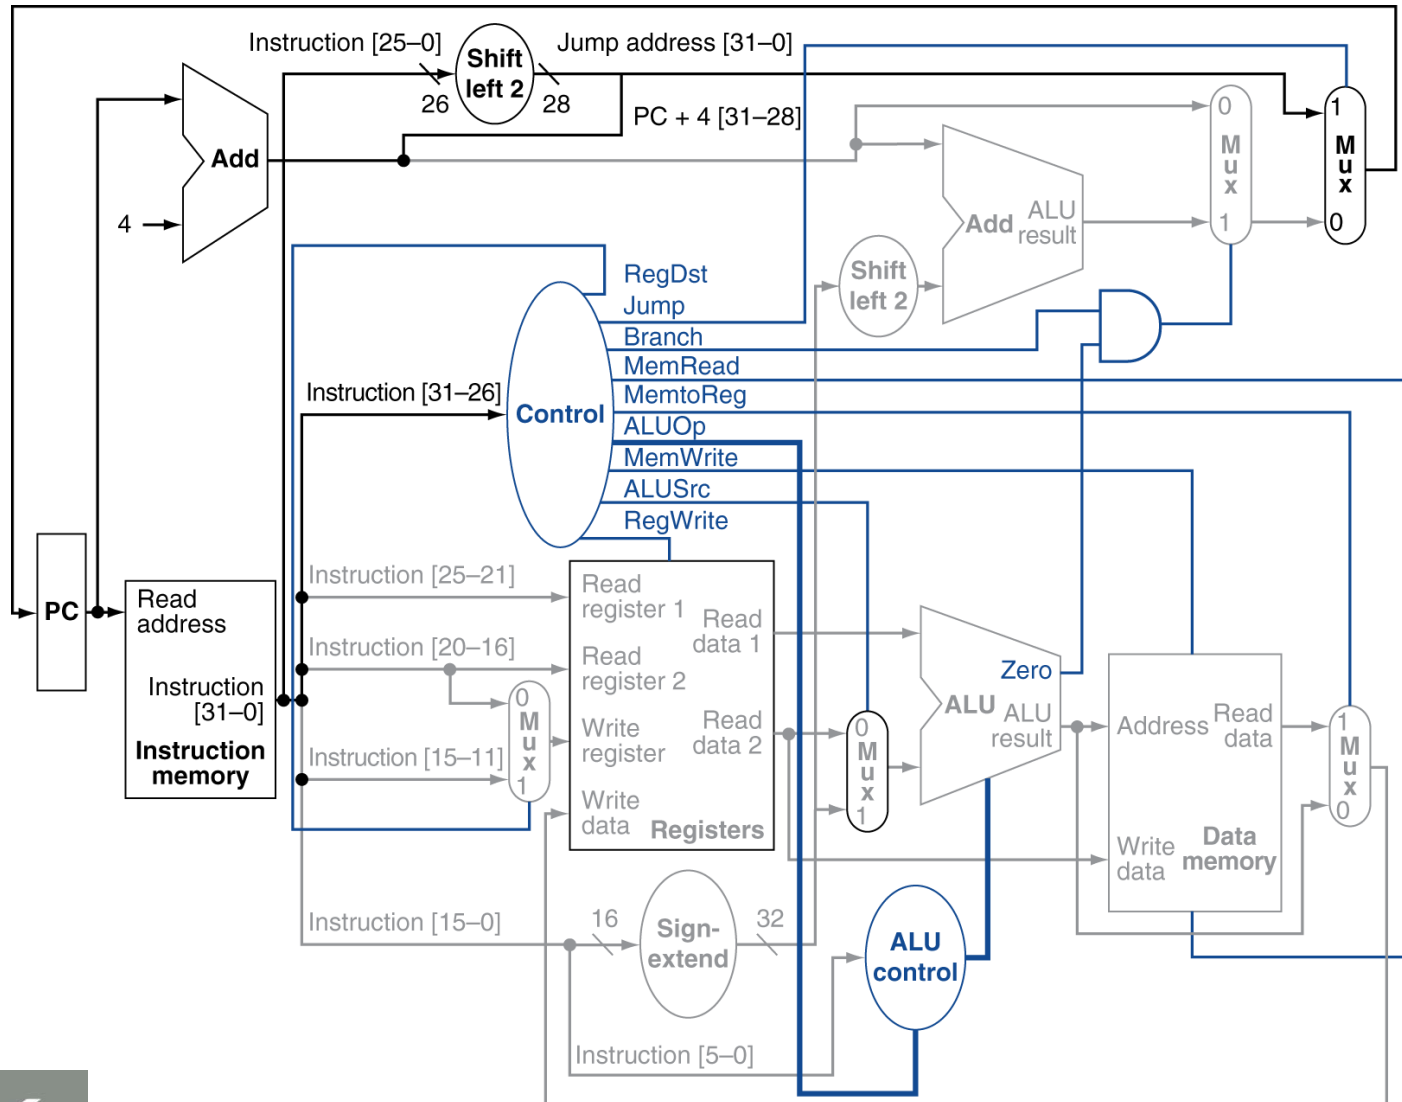 Instruction [25–0]
Shift
left 2
Jump address [31–0]
26
28
PC + 4 [31–28]
Add
4
0
M
u
x
1
1
M
u
x
0
Add
ALU
result
Shift
left 2
RegDst
Jump
Branch
MemRead
MemtoReg
ALUOp
MemWrite
ALUSrc
RegWrite
Instruction [31–26]
Control
PC
Read
address
Instruction
[31–0]
Instruction
memory
Instruction [25–21]
Instruction [20–16]
Instruction [15–11]
0
M
u
x
1
Read
register 1
Read
register 2
Write
register
Write
data
Read
data 1
Read
data 2
Registers
0
M
u
x
1
Zero
ALU
ALU
result
Address
Read
data
Write
data
Data
memory
1
M
u
x
0
Instruction [15–0]
16
Sign-
extend
32
ALU
control
Instruction [5–0]